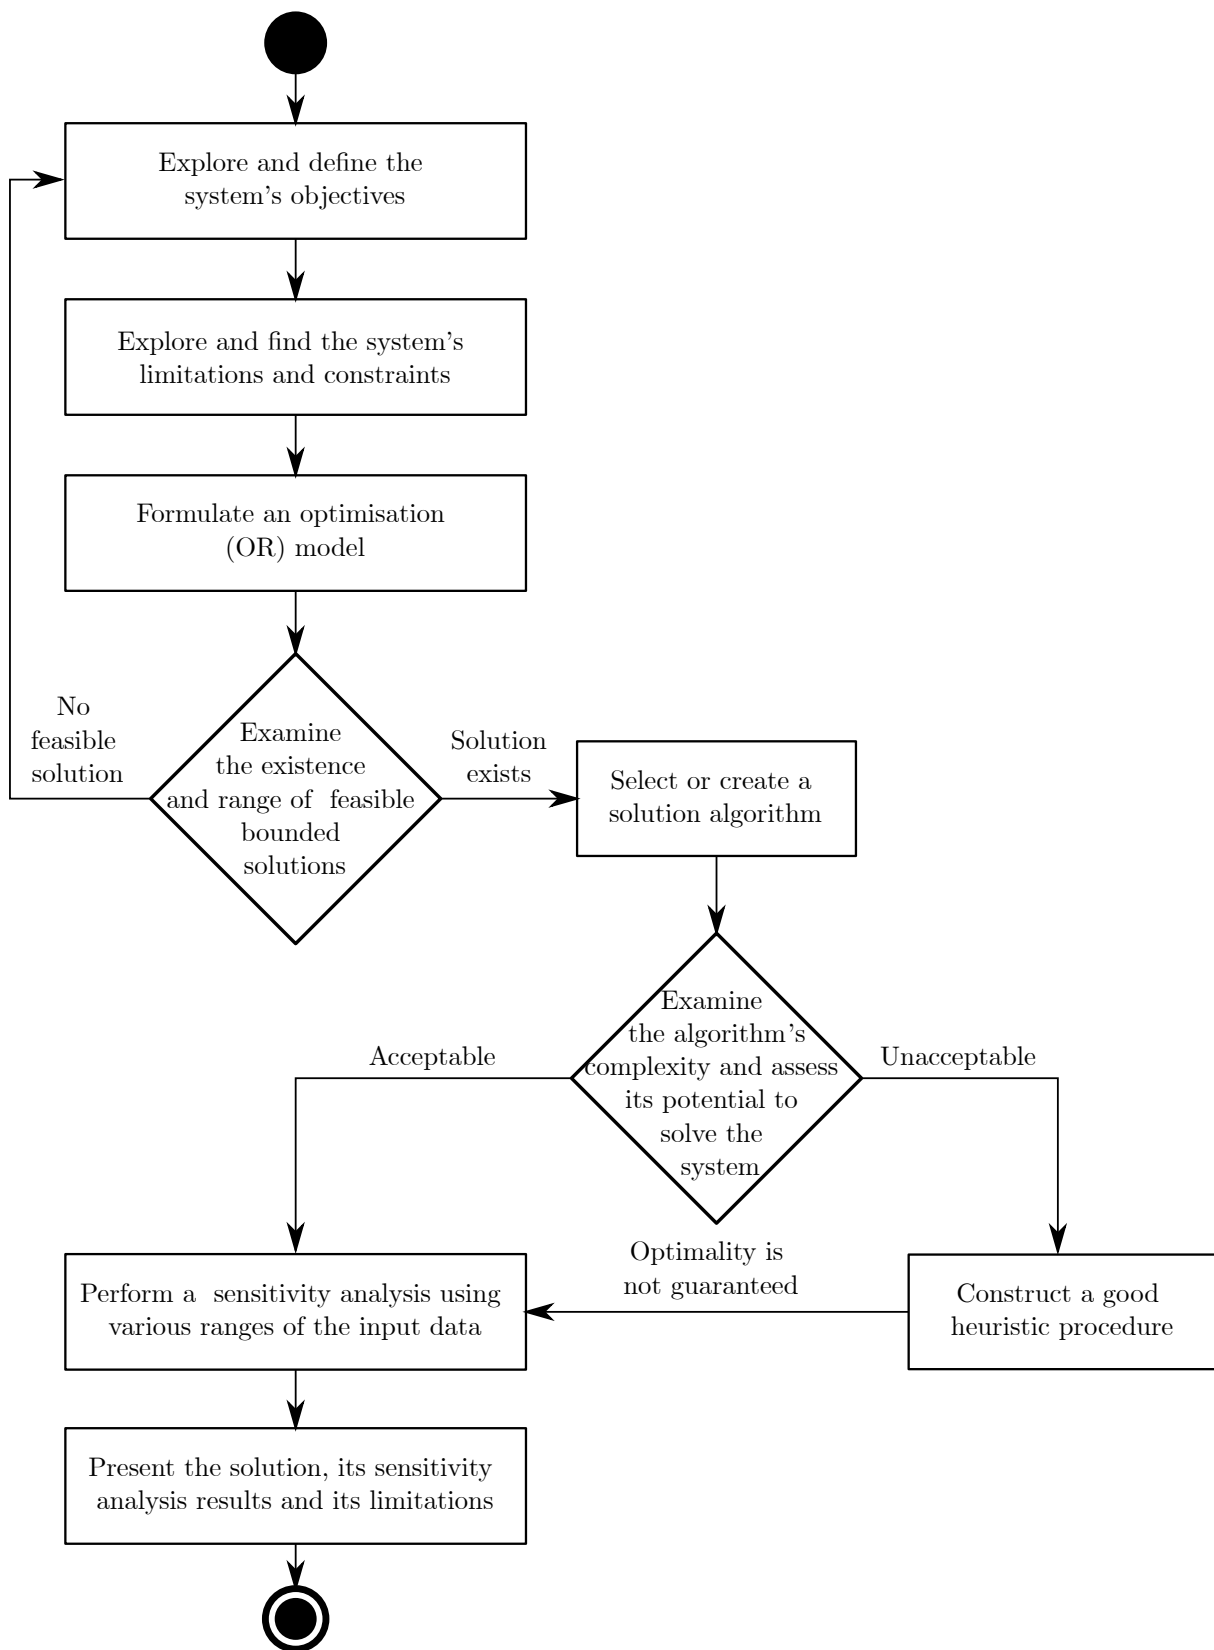 Explore and define the
system's objectives
Explore and find the system's
limitations and constraints
Formulate an optimisation
(OR) model
No
feasible
solution
Examine
the existence
and range of feasible
bounded
solutions
Solution
exists
Select or create a
solution algorithm
Examine
the algorithm's
complexity and assess
its potential to
solve the
system
Acceptable
Unacceptable
Optimality is
not guaranteed
Construct a good
heuristic procedure
Perform a sensitivity analysis using
various ranges of the input data
Present the solution, its sensitivity
analysis results and its limitations